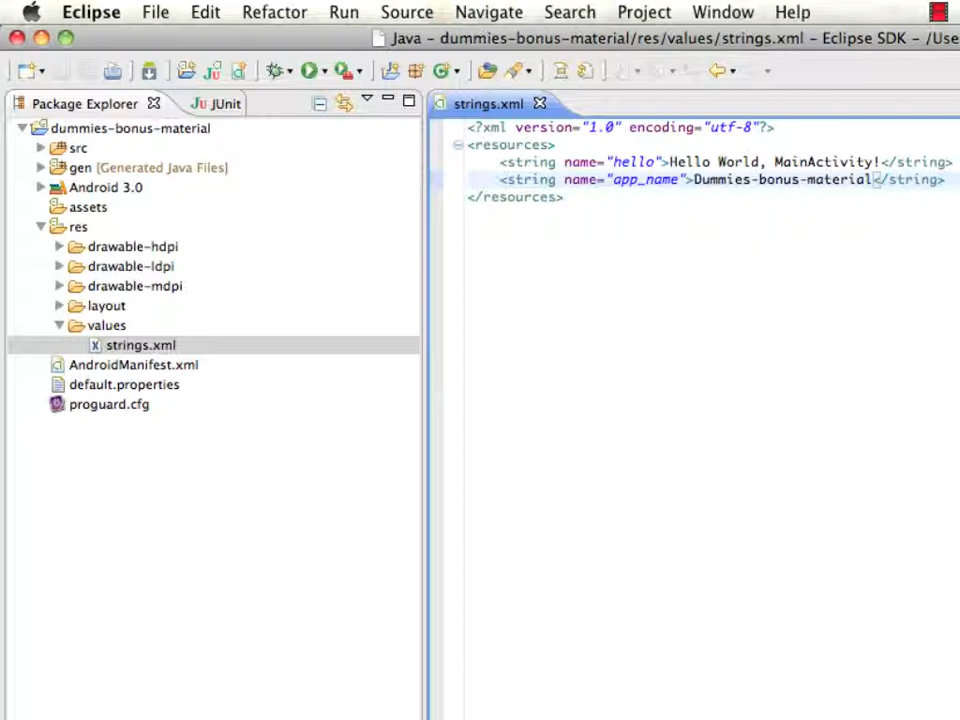 Eclipse File Edit Refactor Run Source Navigate Search Project Window Help
Java – dummies-bonus-material/res/values/strings.xml – Eclipse SDK – /Use
Package Explorer JUnit
strings.xml
dummies-bonus-material
src
gen [Generated Java Files]
Android 3.0
assets
res
drawable-hdpi
drawable-ldpi
drawable-mdpi
layout
values
strings.xml
AndroidManifest.xml
default.properties
proguard.cfg
<?xml version="1.0" encoding="utf-8"?>
<resources>
<string name="hello">Hello World, MainActivity!</string>
<string name="app_name">Dummies-bonus-material</string>
</resources>